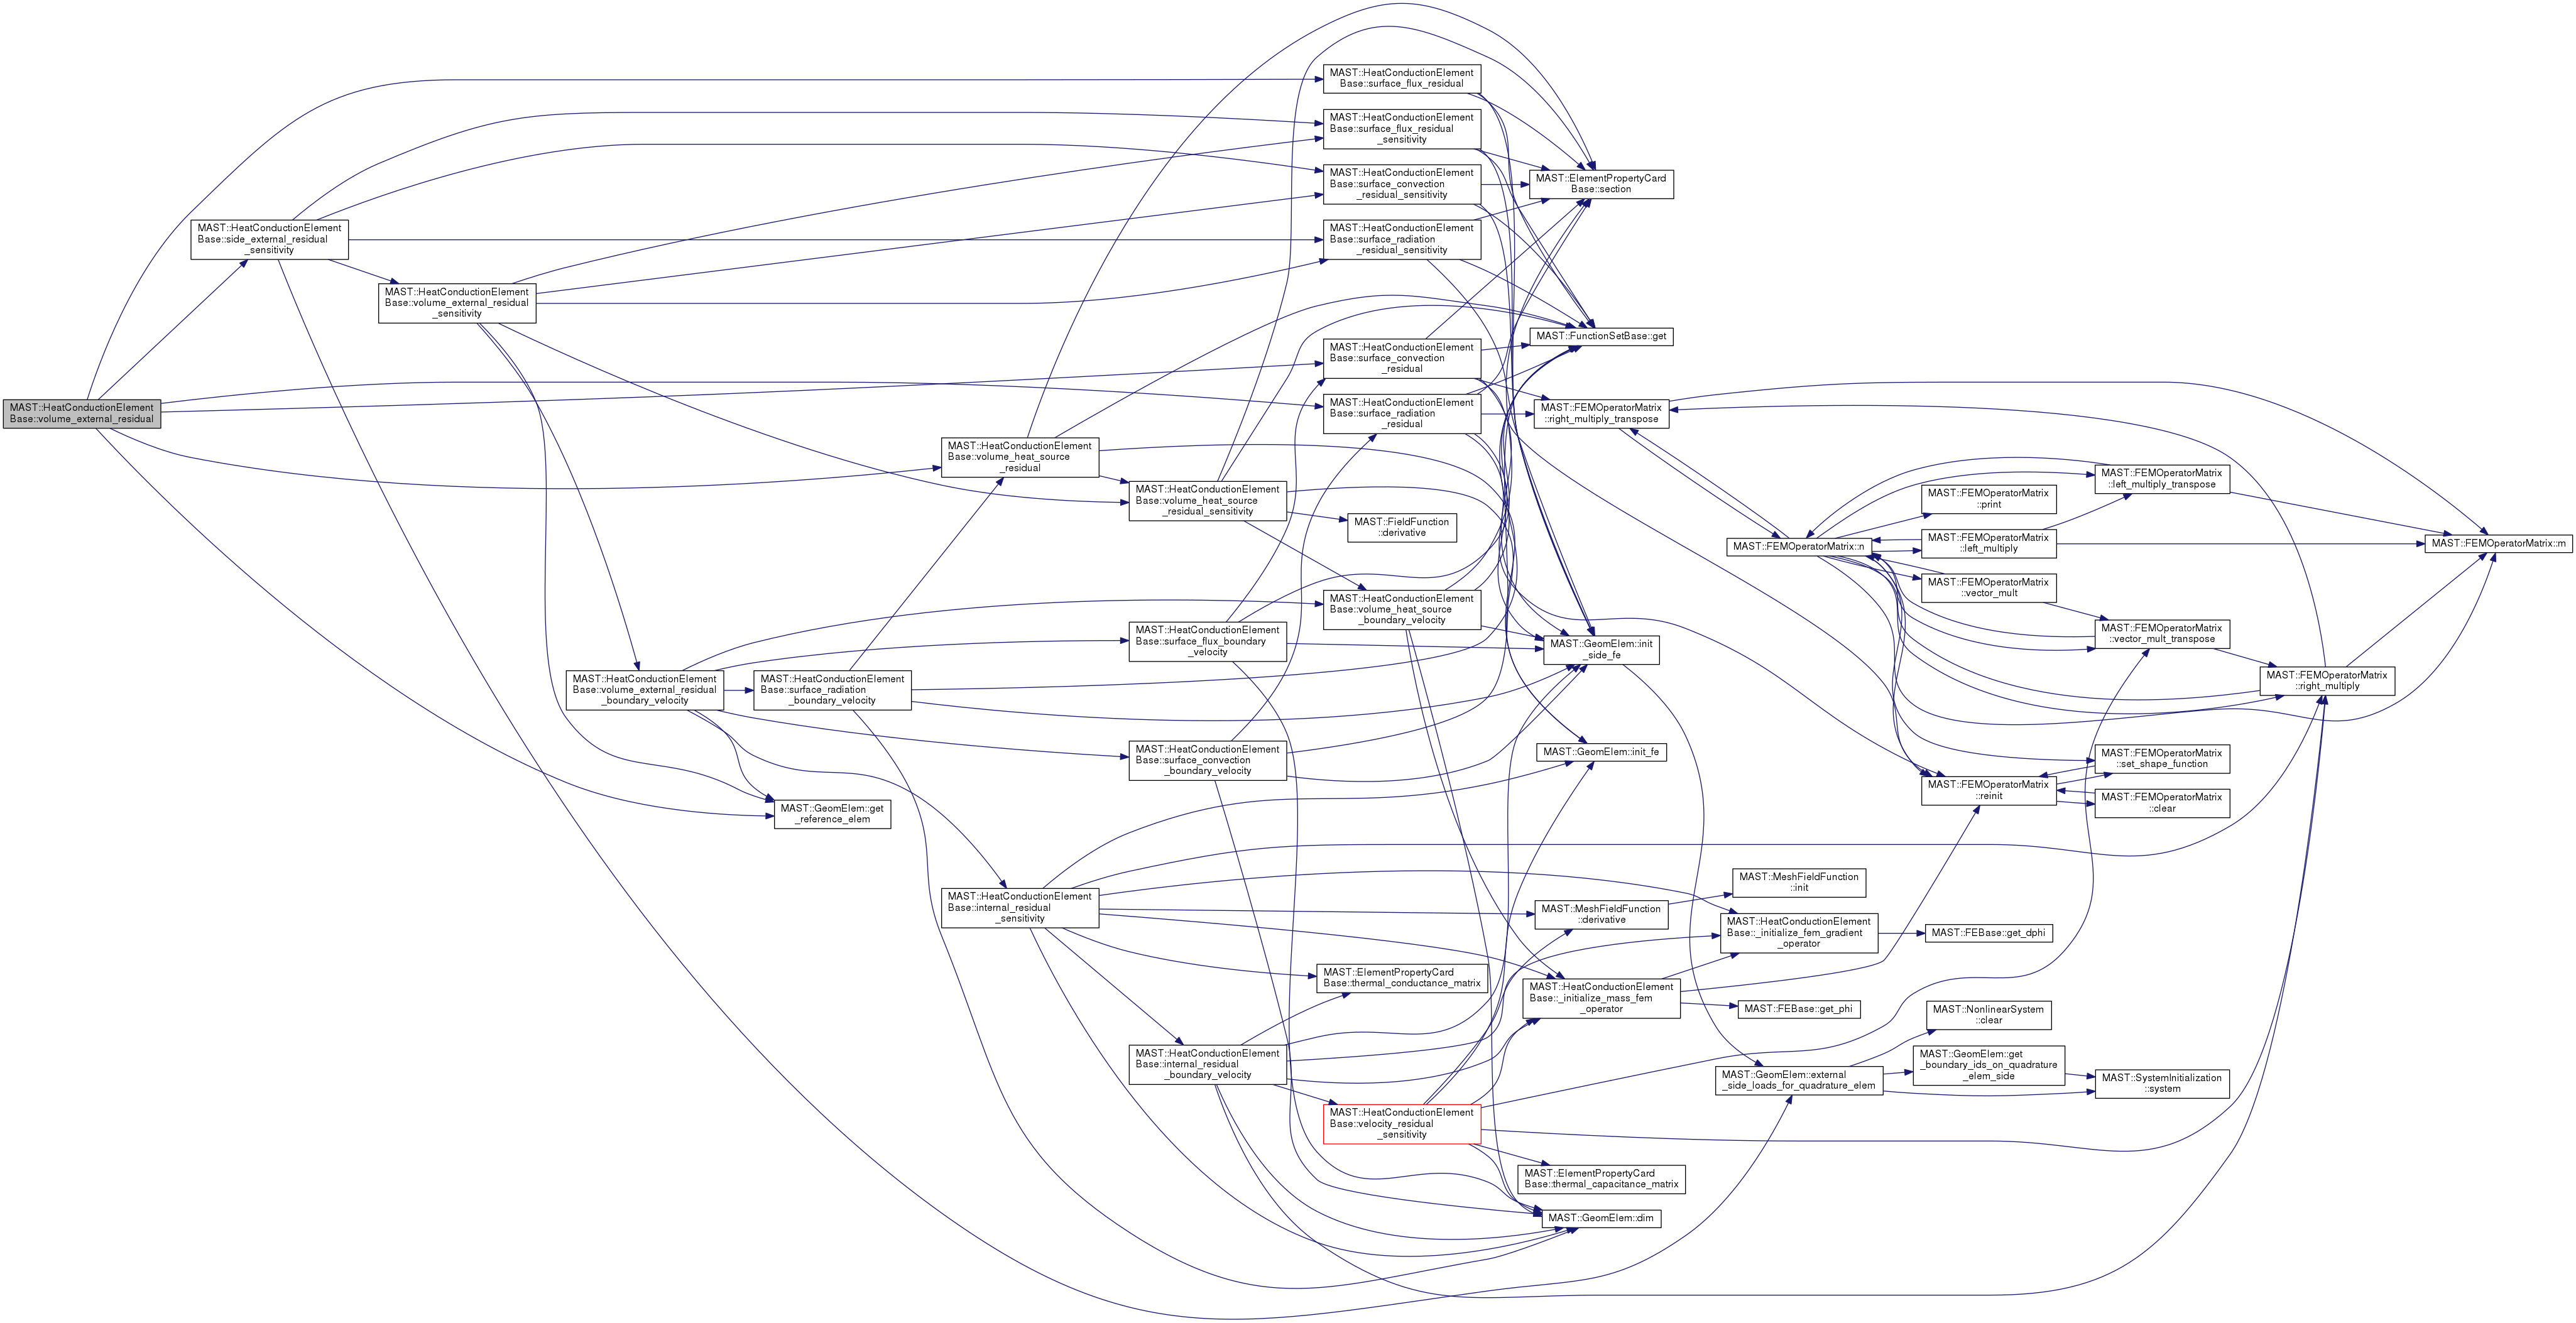 MAST::HeatConductionElement
Base::volume_external_residual
MAST::HeatConductionElement
Base::side_external_residual
_sensitivity
MAST::HeatConductionElement
Base::volume_external_residual
_sensitivity
MAST::HeatConductionElement
Base::volume_external_residual
_boundary_velocity
MAST::HeatConductionElement
Base::surface_radiation
_boundary_velocity
MAST::GeomElem::get
_reference_elem
MAST::HeatConductionElement
Base::volume_heat_source
_residual
MAST::HeatConductionElement
Base::internal_residual
_sensitivity
MAST::HeatConductionElement
Base::volume_heat_source
_residual_sensitivity
MAST::HeatConductionElement
Base::surface_flux_boundary
_velocity
MAST::HeatConductionElement
Base::surface_convection
_boundary_velocity
MAST::HeatConductionElement
Base::internal_residual
_boundary_velocity
MAST::HeatConductionElement
Base::surface_flux_residual
MAST::HeatConductionElement
Base::surface_flux_residual
_sensitivity
MAST::HeatConductionElement
Base::surface_convection
_residual_sensitivity
MAST::HeatConductionElement
Base::surface_radiation
_residual_sensitivity
MAST::HeatConductionElement
Base::surface_convection
_residual
MAST::HeatConductionElement
Base::surface_radiation
_residual
MAST::FieldFunction
::derivative
MAST::HeatConductionElement
Base::volume_heat_source
_boundary_velocity
MAST::ElementPropertyCard
Base::thermal_conductance_matrix
MAST::HeatConductionElement
Base::velocity_residual
_sensitivity
MAST::ElementPropertyCard
Base::section
MAST::FunctionSetBase::get
MAST::FEMOperatorMatrix
::right_multiply_transpose
MAST::GeomElem::init
_side_fe
MAST::GeomElem::init_fe
MAST::MeshFieldFunction
::derivative
MAST::HeatConductionElement
Base::_initialize_mass_fem
_operator
MAST::ElementPropertyCard
Base::thermal_capacitance_matrix
MAST::GeomElem::dim
MAST::FEMOperatorMatrix::n
MAST::MeshFieldFunction
::init
MAST::HeatConductionElement
Base::_initialize_fem_gradient
_operator
MAST::FEBase::get_phi
MAST::GeomElem::external
_side_loads_for_quadrature_elem
MAST::FEMOperatorMatrix
::print
MAST::FEMOperatorMatrix
::left_multiply
MAST::FEMOperatorMatrix
::vector_mult
MAST::FEMOperatorMatrix
::reinit
MAST::FEBase::get_dphi
MAST::NonlinearSystem
::clear
MAST::GeomElem::get
_boundary_ids_on_quadrature
_elem_side
MAST::FEMOperatorMatrix
::left_multiply_transpose
MAST::FEMOperatorMatrix
::vector_mult_transpose
MAST::FEMOperatorMatrix
::set_shape_function
MAST::FEMOperatorMatrix
::clear
MAST::SystemInitialization
::system
MAST::FEMOperatorMatrix
::right_multiply
MAST::FEMOperatorMatrix::m